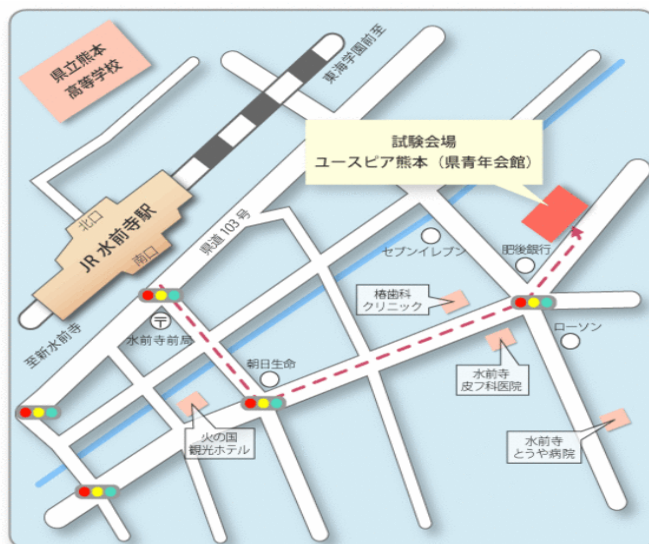 県立熊本
高等学校
東海学園前至
試験会場
ユースピア熊本（県青年会館）
北口
JR 水前寺駅
南口
県道 103 号
セブンイレブン
肥後銀行
椿歯科
クリニック
至新水前寺
〒
水前寺前局
朝日生命
ローソン
水前寺
皮フ科医院
火の国
観光ホテル
水前寺
とうや病院